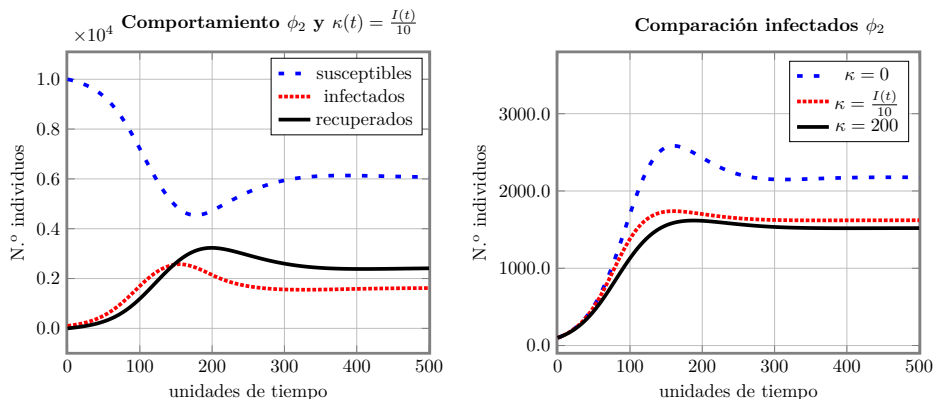 Comportamiento ϕ₂ y κ(t) = I(t)/10
×10⁴
1.0
0.8
0.6
0.4
0.2
0.0
N.º individuos
susceptibles
infectados
recuperados
0 100 200 300 400 500
unidades de tiempo
Comparación infectados ϕ₂
3000.0
2000.0
1000.0
0.0
N.º individuos
κ = 0
κ = I(t)/10
κ = 200
0 100 200 300 400 500
unidades de tiempo